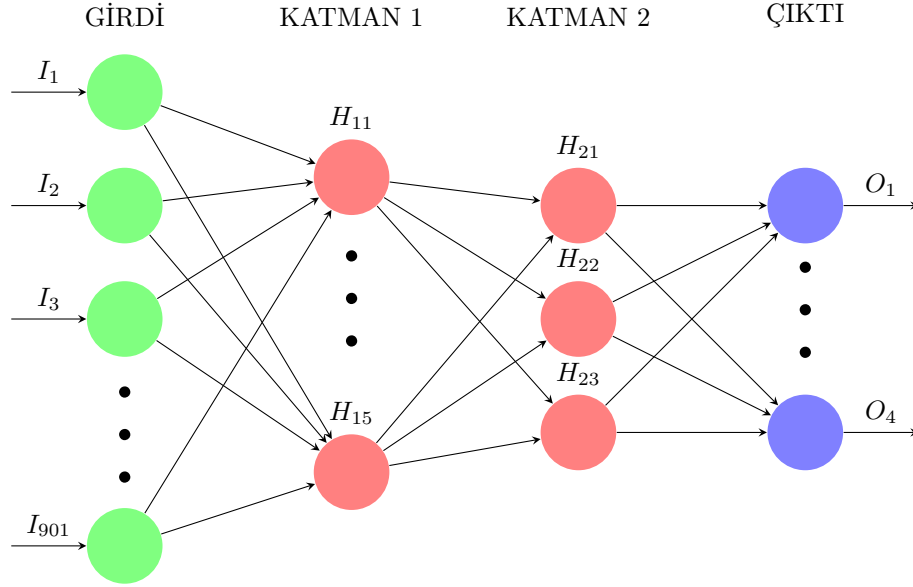 GİRDİ KATMAN 1 KATMAN 2 ÇIKTI
I₁
I₂
I₃
I₉₀₁
H₁₁
H₁₅
H₂₁
H₂₂
H₂₃
O₁
O₄